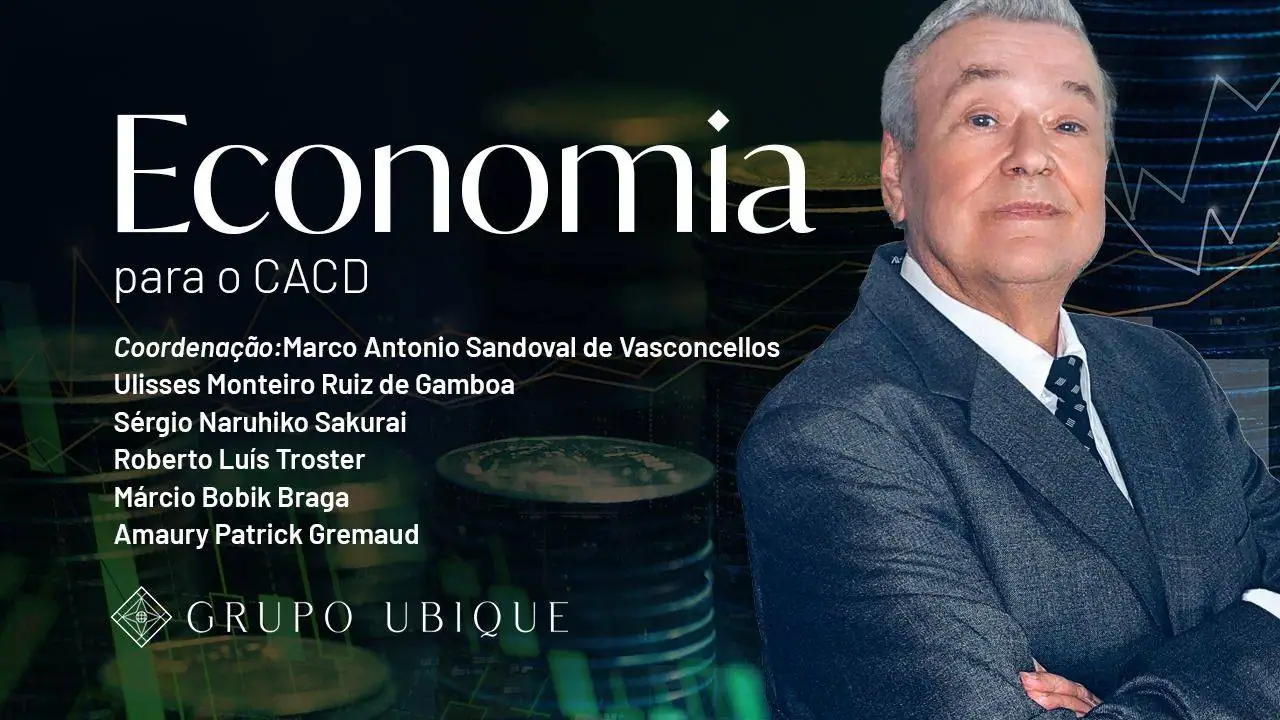 Economia
para o CACD
Coordenação:Marco Antonio Sandoval de Vasconcellos
Ulisses Monteiro Ruiz de Gamboa
Sérgio Naruhiko Sakurai
Roberto Luís Troster
Márcio Bobik Braga
Amaury Patrick Gremaud
GRUPO UBIQUE